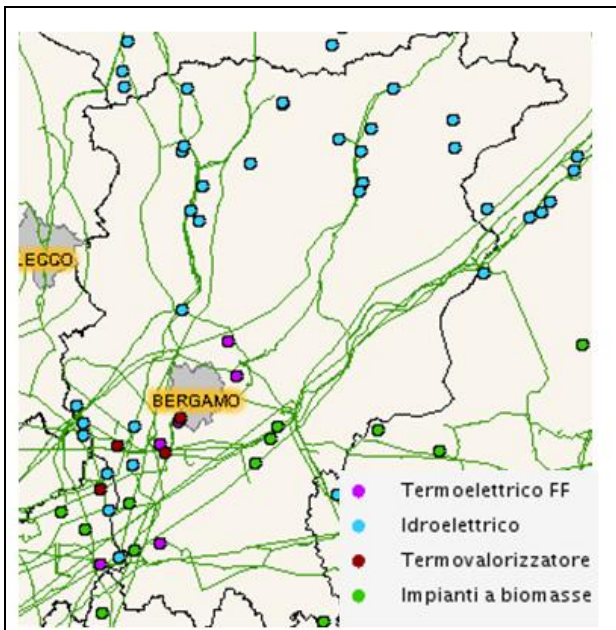 LECCO
BERGAMO
Termoelettrico FF
Idroelettrico
Termovalorizzatore
Impianti a biomasse